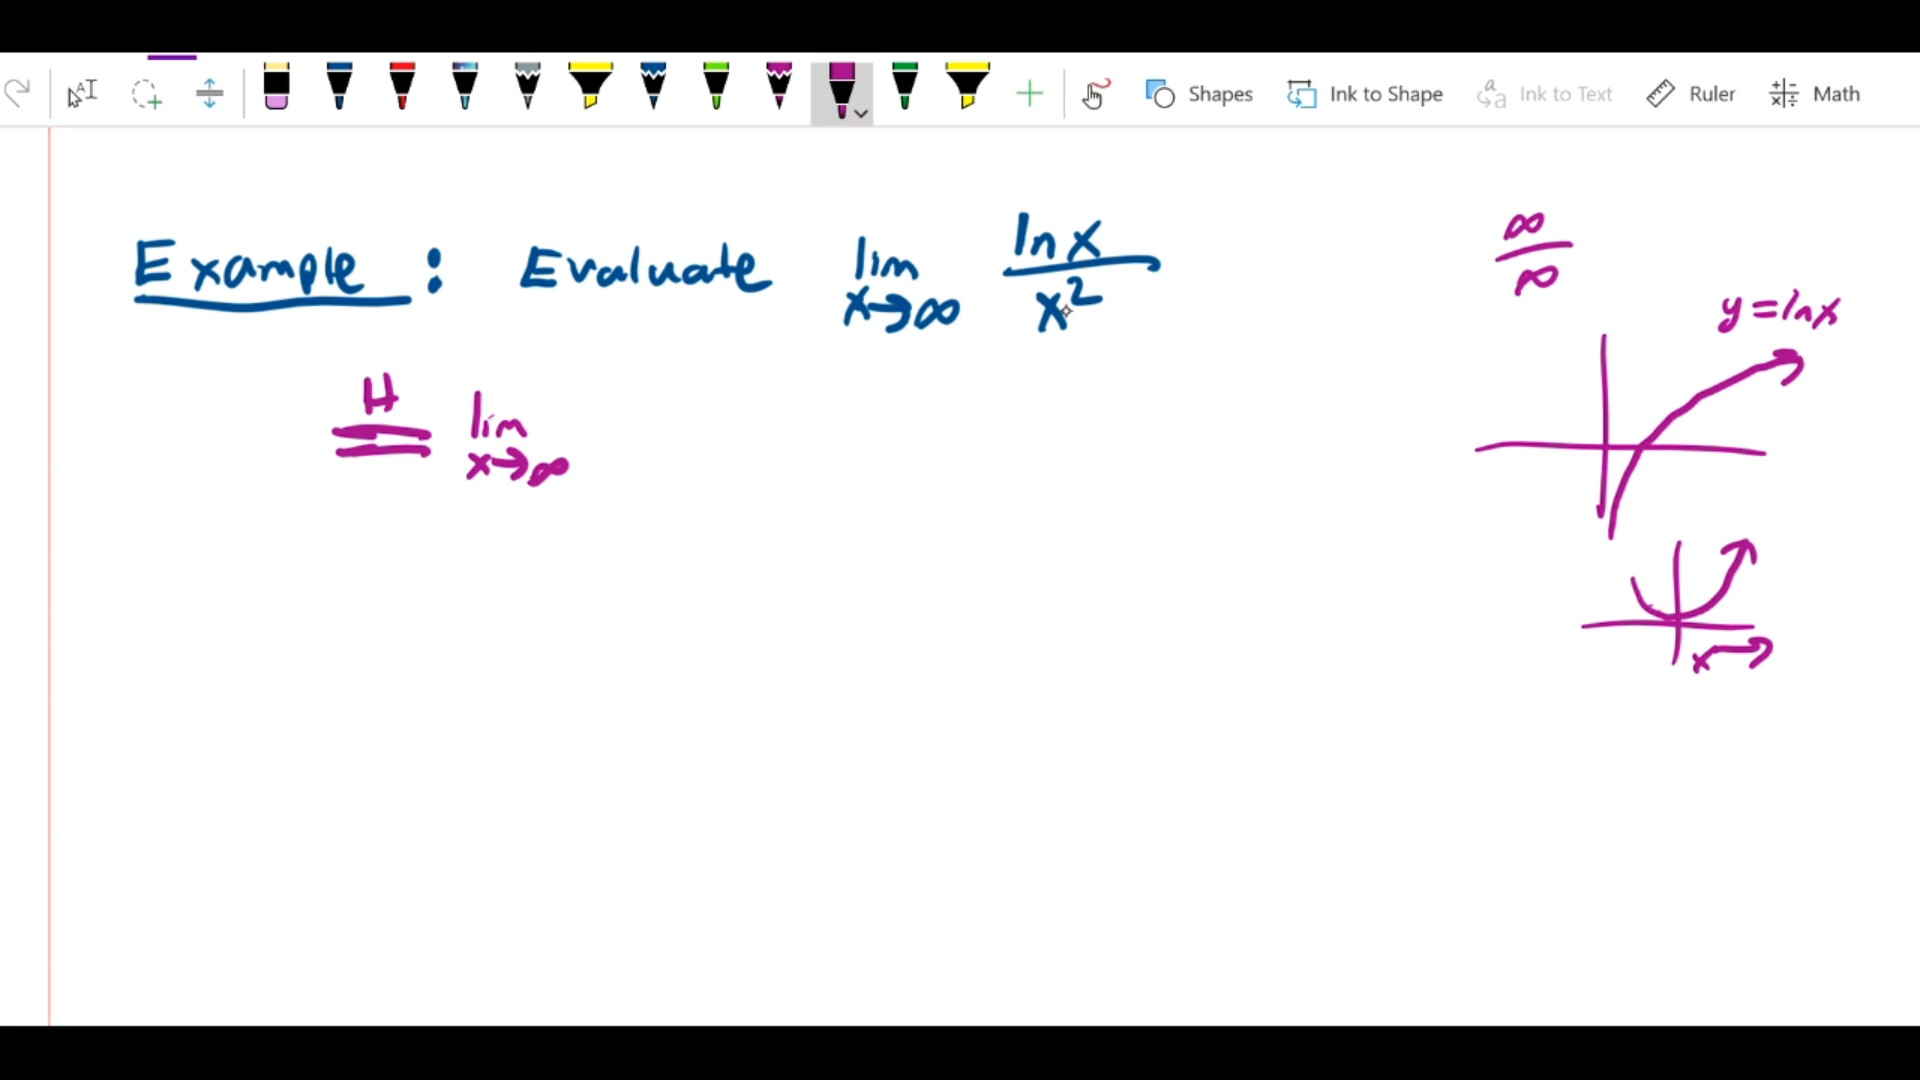 Shapes Ink to Shape Ink to Text Ruler Math
Example: Evaluate lim x→∞ ln x / x²
H
= lim x→∞
∞/∞
y = ln x
x→